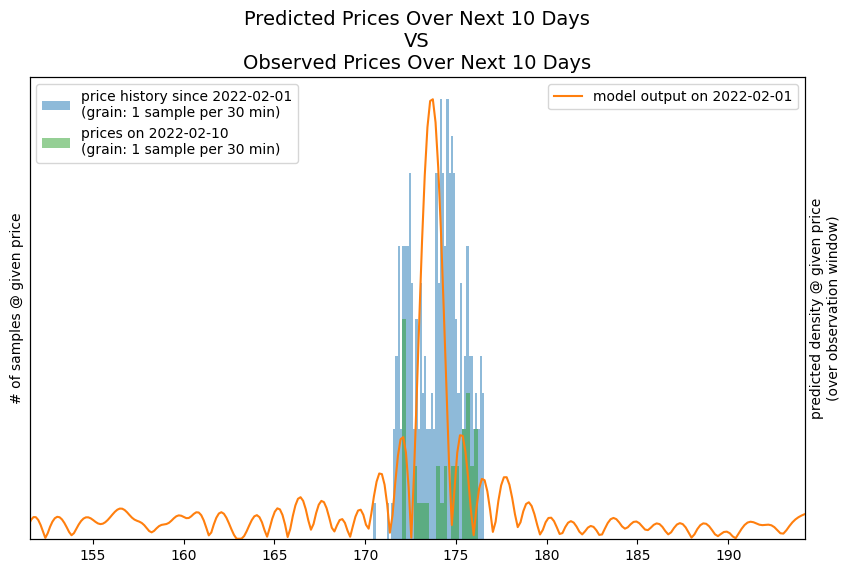 Predicted Prices Over Next 10 Days
VS
Observed Prices Over Next 10 Days
price history since 2022-02-01
(grain: 1 sample per 30 min)
prices on 2022-02-10
(grain: 1 sample per 30 min)
model output on 2022-02-01
# of samples @ given price
predicted density @ given price
(over observation window)
155 160 165 170 175 180 185 190